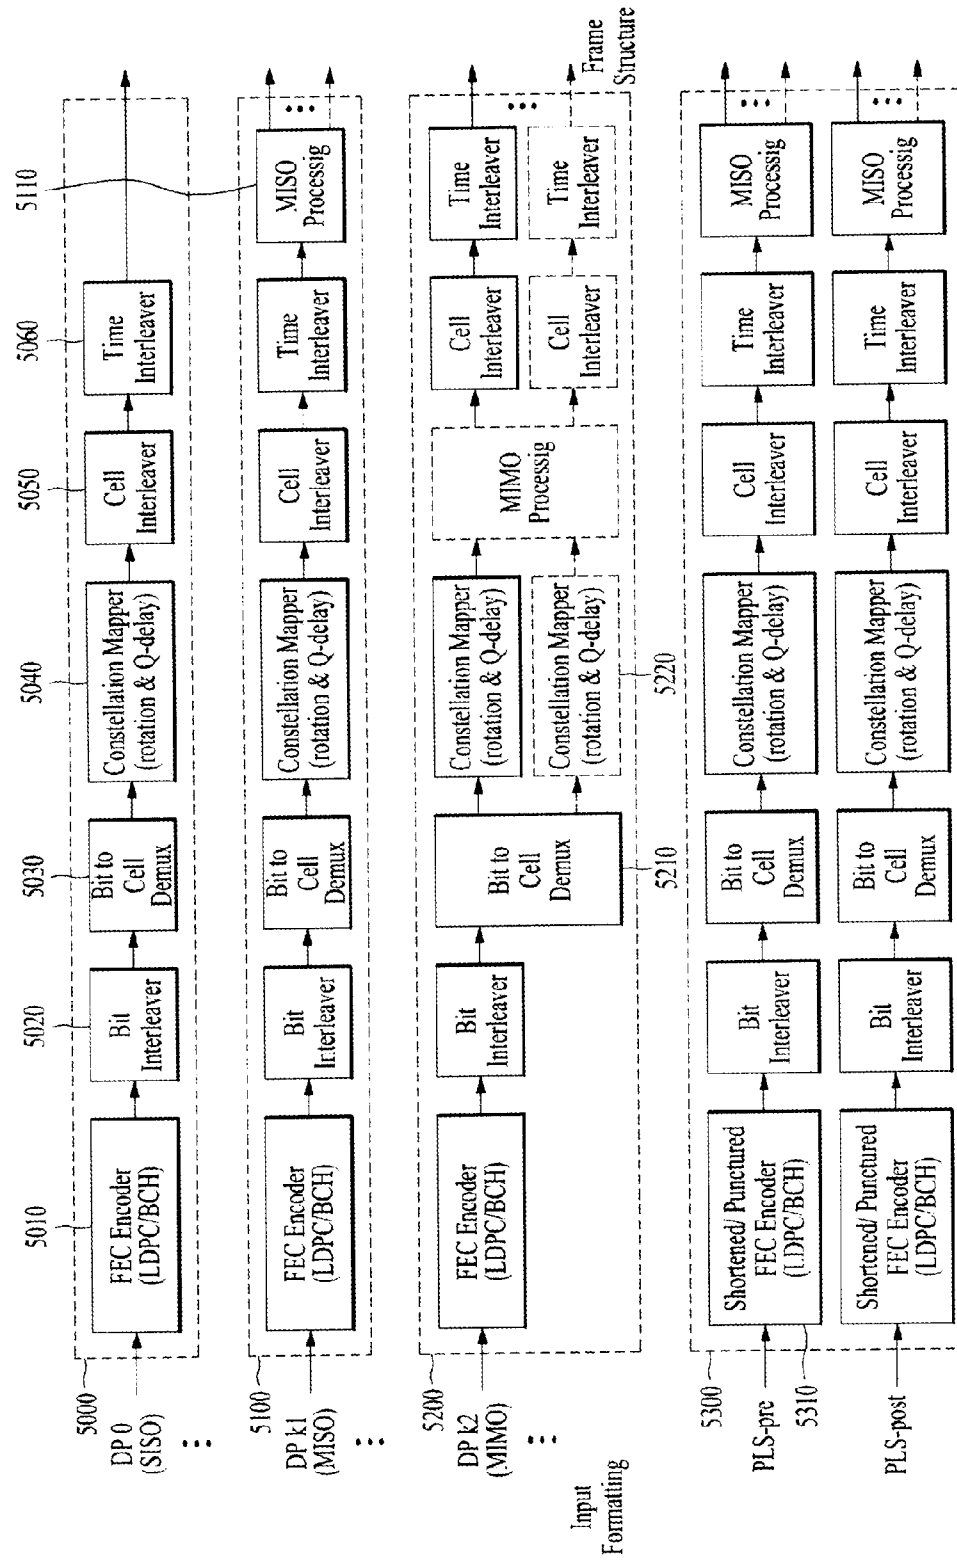 Input
Formatting
Frame
Structure
DP 0
(SISO)
5000
5010
FEC Encoder
(LDPC/BCH)
5020
Bit
Interleaver
5030
Bit to
Cell
Demux
5040
Constellation Mapper
(rotation & Q-delay)
5050
Cell
Interleaver
5060
Time
Interleaver
DP k1
(MISO)
5100
FEC Encoder
(LDPC/BCH)
Bit
Interleaver
Bit to
Cell
Demux
Constellation Mapper
(rotation & Q-delay)
Cell
Interleaver
Time
Interleaver
5110
MISO
Processig
DP k2
(MIMO)
5200
FEC Encoder
(LDPC/BCH)
Bit
Interleaver
Bit to
Cell
Demux
5210
Constellation Mapper
(rotation & Q-delay)
Constellation Mapper
(rotation & Q-delay)
5220
MIMO
Processig
Cell
Interleaver
Time
Interleaver
Cell
Interleaver
Time
Interleaver
5300
PLS-pre
5310
Shortened/ Punctured
FEC Encoder
(LDPC/BCH)
Bit
Interleaver
Bit to
Cell
Demux
Constellation Mapper
(rotation & Q-delay)
Cell
Interleaver
Time
Interleaver
MISO
Processig
PLS-post
Shortened/ Punctured
FEC Encoder
(LDPC/BCH)
Bit
Interleaver
Bit to
Cell
Demux
Constellation Mapper
(rotation & Q-delay)
Cell
Interleaver
Time
Interleaver
MISO
Processig